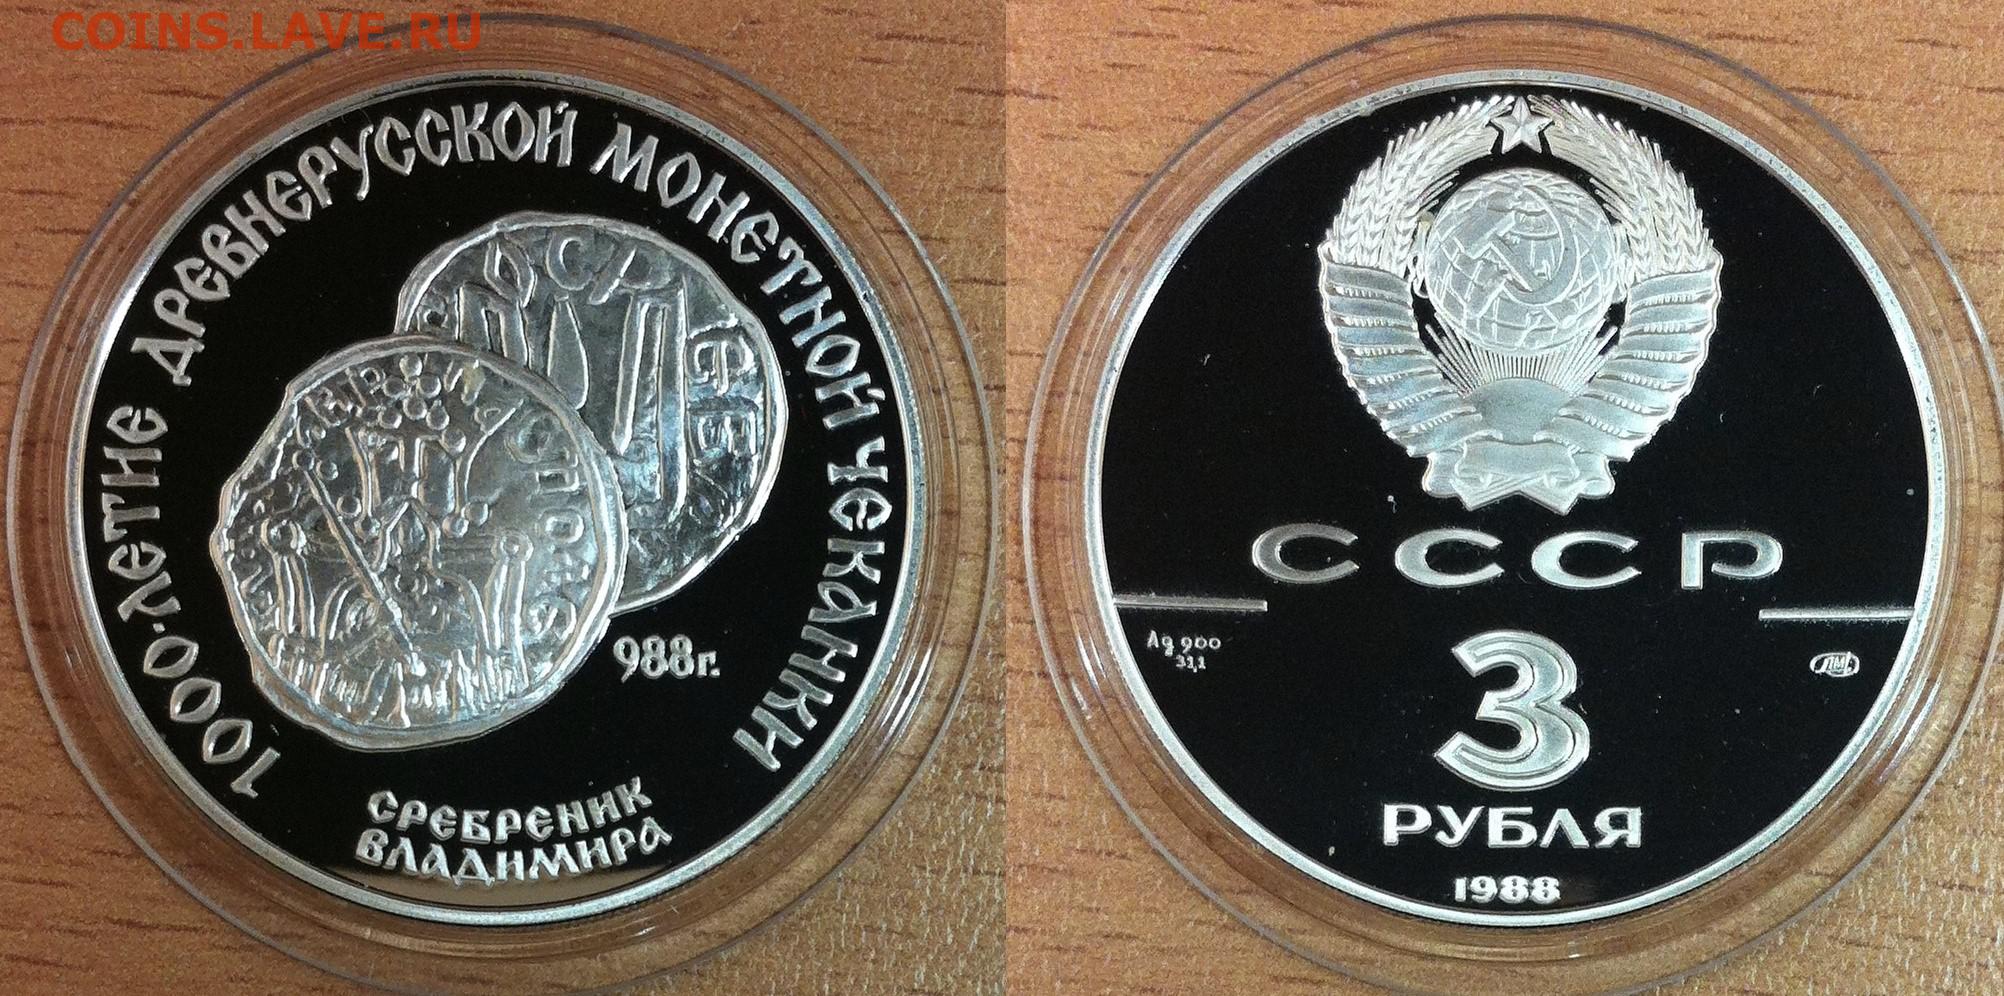 COINS.LAVE.RU
1000-ЛЕТИЕ ДРЕВНЕРУССКОЙ МОНЕТНОЙ ЧЕКАНКИ
988г.
СРЕБРЕНИК
ВЛАДИМИРА
СССР
Ag 900
31,1
ЛМД
3
РУБЛЯ
1988